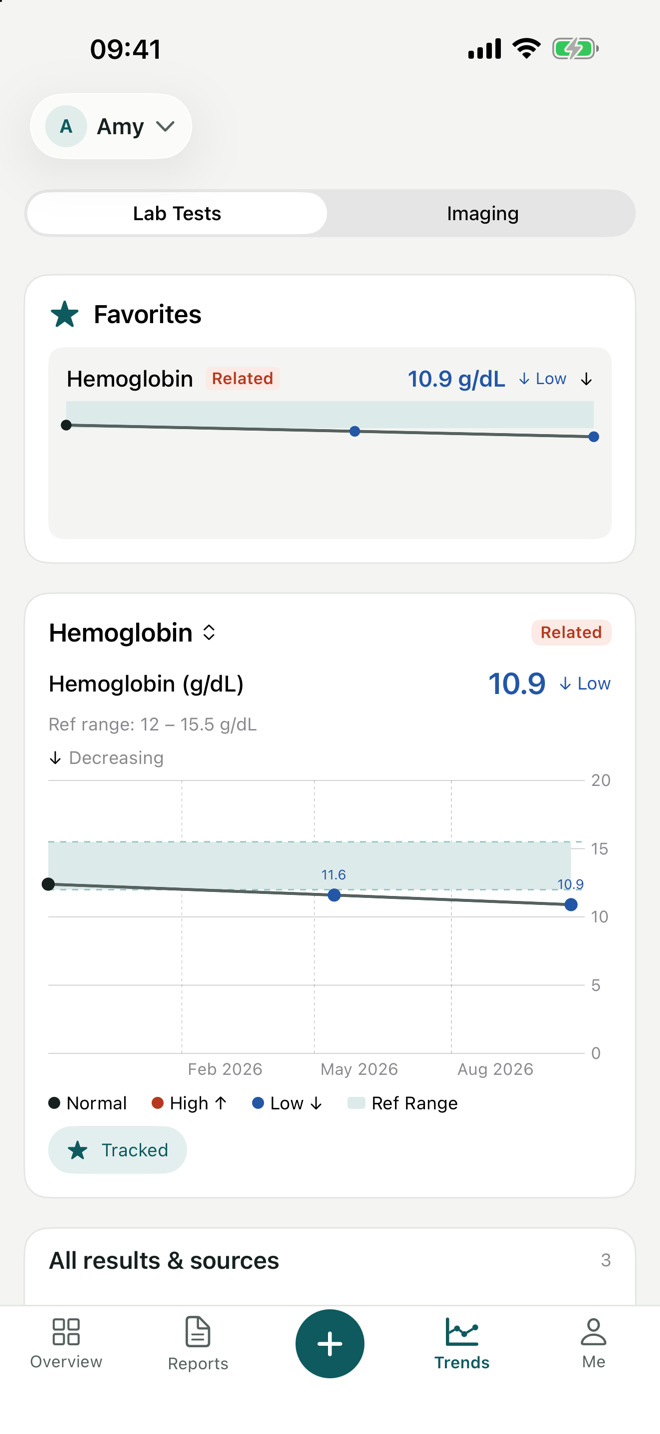 09:41
A Amy
Lab Tests Imaging
Favorites
Hemoglobin Related 10.9 g/dL ↓ Low ↓
Hemoglobin Related
Hemoglobin (g/dL) 10.9 ↓ Low
Ref range: 12 – 15.5 g/dL
↓ Decreasing
20
15
11.6
10.9
10
5
0
Feb 2026 May 2026 Aug 2026
Normal High ↑ Low ↓ Ref Range
Tracked
All results & sources 3
Overview Reports + Trends Me